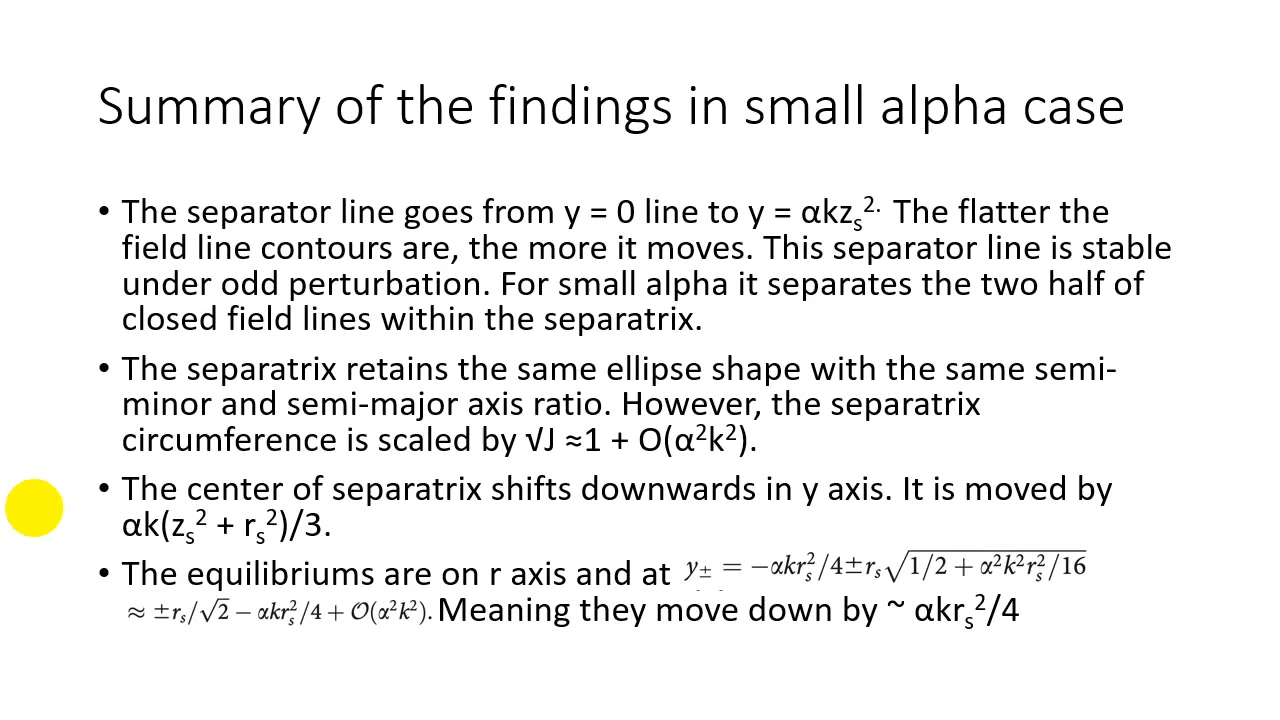 Summary of the findings in small alpha case
• The separator line goes from y = 0 line to y = αkzₛ². The flatter the
field line contours are, the more it moves. This separator line is stable
under odd perturbation. For small alpha it separates the two half of
closed field lines within the separatrix.
• The separatrix retains the same ellipse shape with the same semi-
minor and semi-major axis ratio. However, the separatrix
circumference is scaled by √J ≈1 + O(α²k²).
• The center of separatrix shifts downwards in y axis. It is moved by
αk(zₛ² + rₛ²)/3.
• The equilibriums are on r axis and at y± = −αkrₛ²/4±rₛ√(1/2 + α²k²rₛ²/16)
≈ ±rₛ/√2 − αkrₛ²/4 + O(α²k²). Meaning they move down by ~ αkrₛ²/4